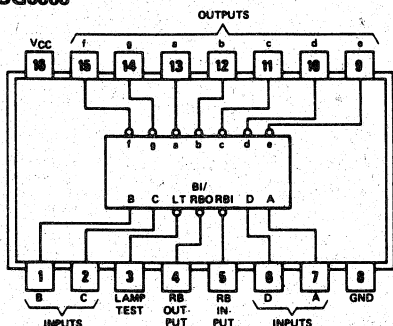 OUTPUTS
VCC f g a b c d e
16 15 14 13 12 11 10 9
f g a b c d e
BI/
B C LT RBO RBI D A
1 2 3 4 5 6 7 8
B C LAMP RB RB D A GND
TEST OUT- IN-
INPUTS PUT PUT INPUTS